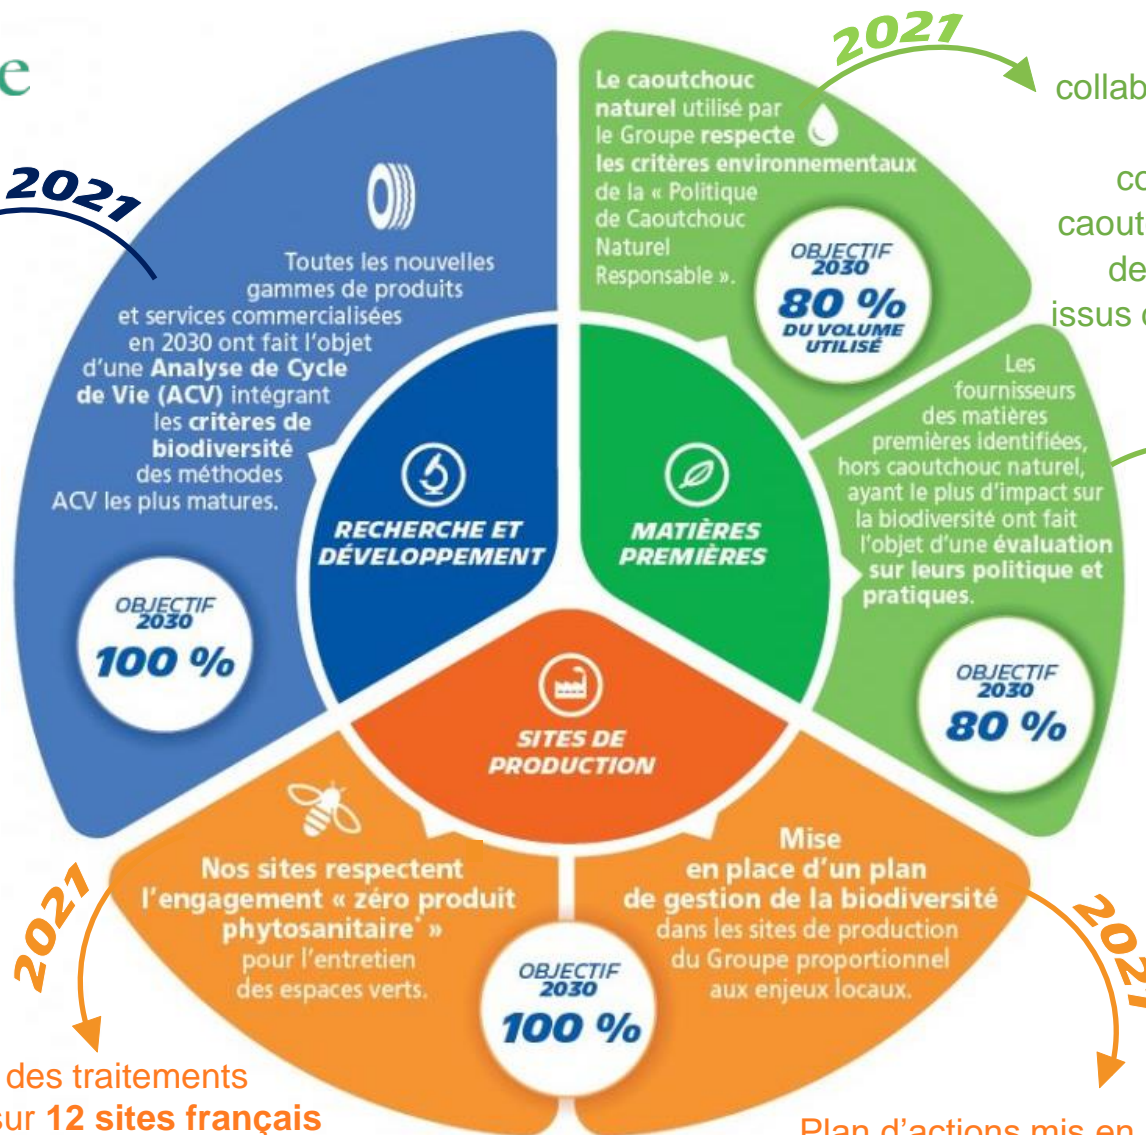 e
2021
Toutes les nouvelles
gammes de produits
et services commercialisées
en 2030 ont fait l'objet
d'une Analyse de Cycle
de Vie (ACV) intégrant
les critères de
biodiversité
des méthodes
ACV les plus matures.
OBJECTIF
2030
100 %
RECHERCHE ET
DÉVELOPPEMENT
2021
Le caoutchouc
naturel utilisé par
le Groupe respecte
les critères environnementaux
de la « Politique
de Caoutchouc
Naturel
Responsable ».
OBJECTIF
2030
80 %
DU VOLUME
UTILISÉ
collab
co
caout
de
issus
MATIÈRES
PREMIÈRES
Les
fournisseurs
des matières
premières identifiées,
hors caoutchouc naturel,
ayant le plus d'impact sur
la biodiversité ont fait
l'objet d'une évaluation
sur leurs politique et
pratiques.
OBJECTIF
2030
80 %
SITES DE
PRODUCTION
Nos sites respectent
l'engagement « zéro produit
phytosanitaire* »
pour l'entretien
des espaces verts.
Mise
en place d'un plan
de gestion de la biodiversité
dans les sites de production
du Groupe proportionnel
aux enjeux locaux.
OBJECTIF
2030
100 %
2021
des traitements
sur 12 sites français
2021
Plan d'actions mis en